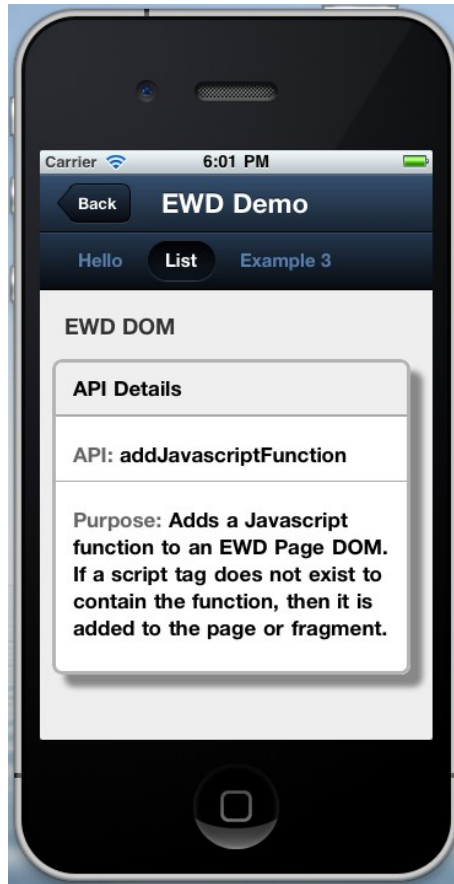 Carrier 6:01 PM
Back EWD Demo
Hello List Example 3
EWD DOM
API Details
API: addJavascriptFunction
Purpose: Adds a Javascript
function to an EWD Page DOM.
If a script tag does not exist to
contain the function, then it is
added to the page or fragment.